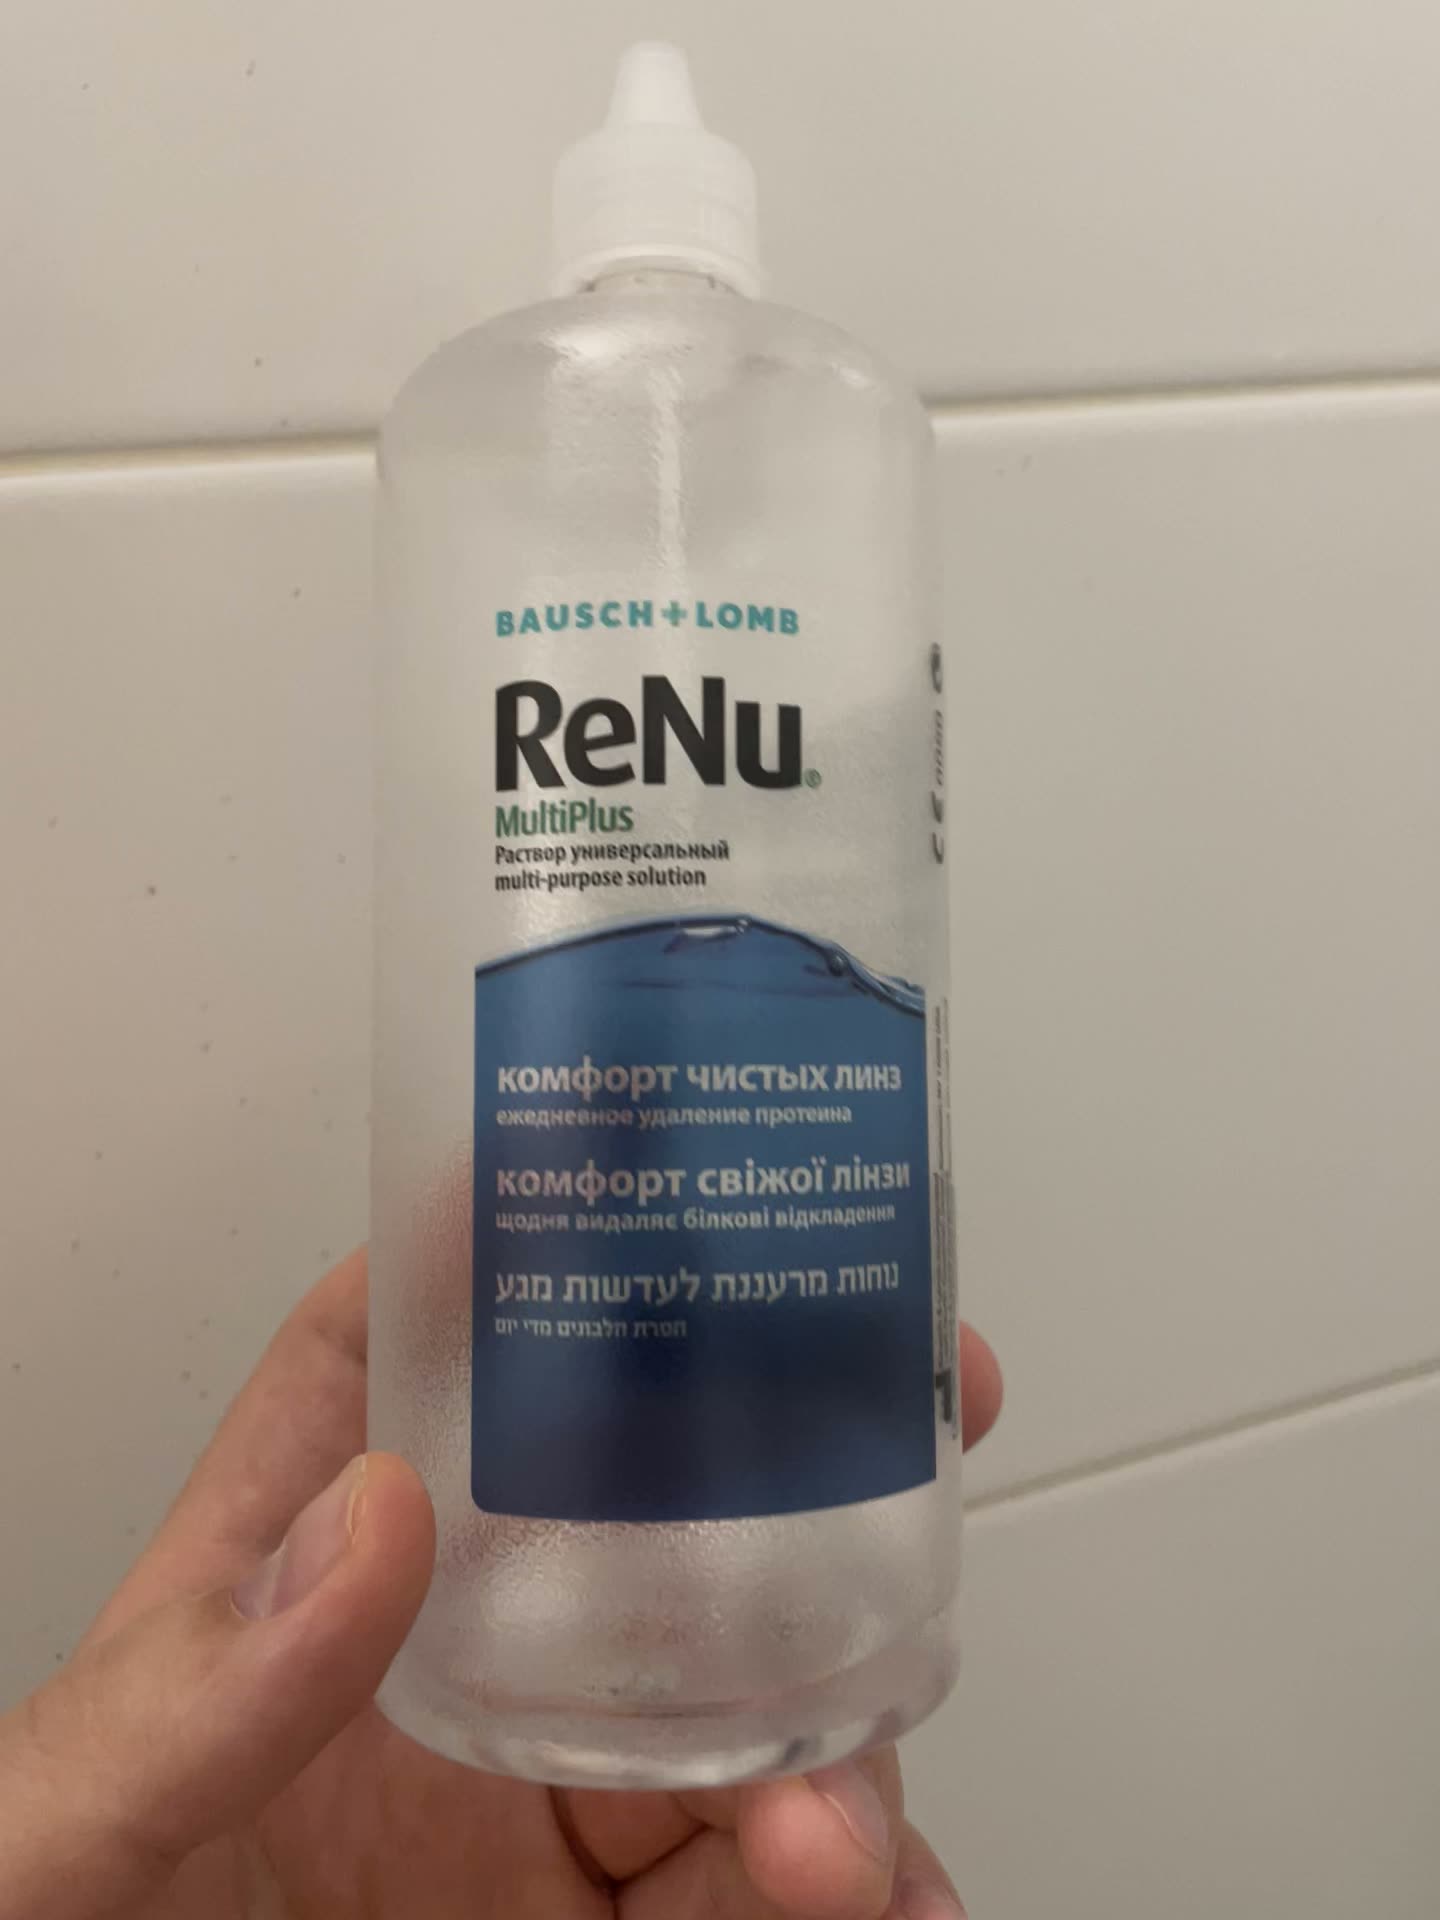 BAUSCH + LOMB
ReNu®
MultiPlus
Раствор универсальный
multi-purpose solution
комфорт чистых линз
ежедневное удаление протеина
комфорт свіжої лінзи
щодня видаляє білкові відкладення
נוחות מרעננת לעדשות מגע
הסרת חלבונים מדי יום